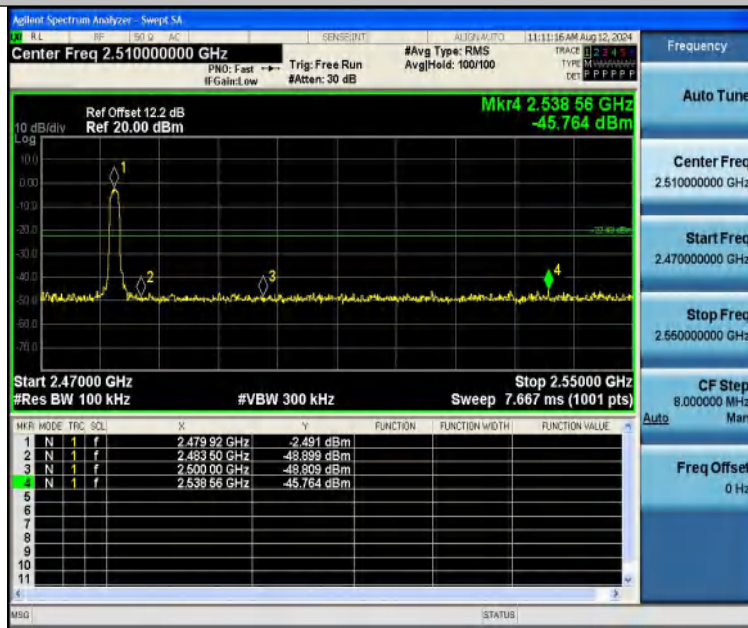 Agilent Spectrum Analyzer - Swept SA
RL RF 50 Ω AC SENSE:INT ALIGN AUTO 11:11:16 AM Aug 12, 2024
Center Freq 2.510000000 GHz
PNO: Fast
IFGain:Low
Trig: Free Run
#Atten: 30 dB
#Avg Type: RMS
Avg|Hold: 100/100
TRACE 1 2 3 4 5 6
TYPE
DET P P P P P P
Mkr4 2.538 56 GHz
-45.764 dBm
Ref Offset 12.2 dB
Ref 20.00 dBm
10 dB/div
Log
10.0
0.00
-10.0
-20.0
-30.0
-40.0
-50.0
-60.0
-70.0
1
2
3
4
Start 2.47000 GHz
Stop 2.55000 GHz
#Res BW 100 kHz
#VBW 300 kHz
Sweep 7.667 ms (1001 pts)
MKR MODE TRC SCL X Y FUNCTION FUNCTION WIDTH FUNCTION VALUE
1 N 1 f 2.479 92 GHz -2.491 dBm
2 N 1 f 2.483 50 GHz -48.899 dBm
3 N 1 f 2.500 00 GHz -48.809 dBm
4 N 1 f 2.538 56 GHz -45.764 dBm
5
6
7
8
9
10
11
MSG
STATUS
Frequency
Auto Tune
Center Freq
2.510000000 GHz
Start Freq
2.470000000 GHz
Stop Freq
2.550000000 GHz
CF Step
8.000000 MHz
Auto Man
Freq Offset
0 Hz